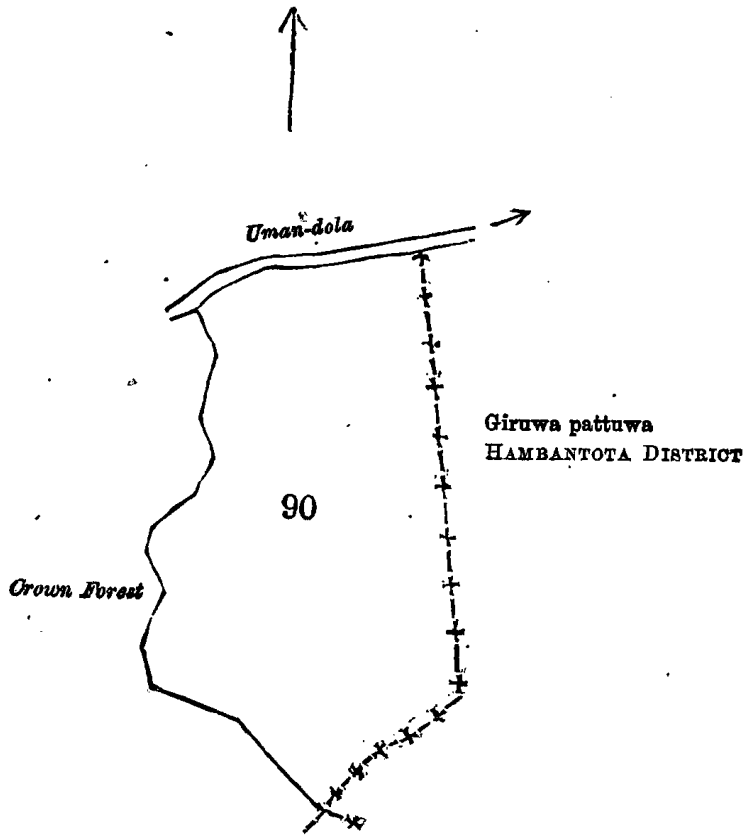 Uman-dola
Giruwa pattuwa
HAMBANTOTA DISTRICT
90
Crown Forest